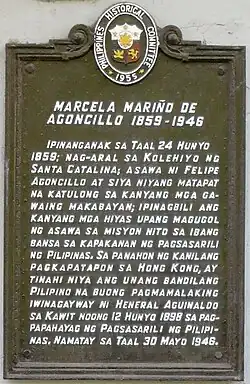 PHILIPPINES HISTORICAL COMMITTEE
1955
MARCELA MARIÑO DE
AGONCILLO 1859-1946
IPINANGANAK SA TAAL 24 HUNYO
1859; NAG-ARAL SA KOLEHIYO NG
SANTA CATALINA; ASAWA NI FELIPE
AGONCILLO AT SIYA NIYANG MATAPAT
NA KATULONG SA KANYANG MGA GA-
WAING MAKABAYAN; IPINAGBILI ANG
KANYANG MGA HIYAS UPANG MAGUGOL
NG ASAWA SA MISYON NITO SA IBANG
BANSA SA KAPAKANAN NG PAGSASARILI
NG PILIPINAS. SA PANAHON NG KANILANG
PAGKAPATAPON SA HONG KONG, AY
TINAHI NIYA ANG UNANG BANDILANG
PILIPINO NA BUONG PAGMAMALAKING
IWINAGAYWAY NI HENERAL AGUINALDO
SA KAWIT NOONG 12 HUNYO 1898 SA PAG-
PAPAHAYAG NG PAGSASARILI NG PILIPI-
NAS, NAMATAY SA TAAL 30 MAYO 1946.